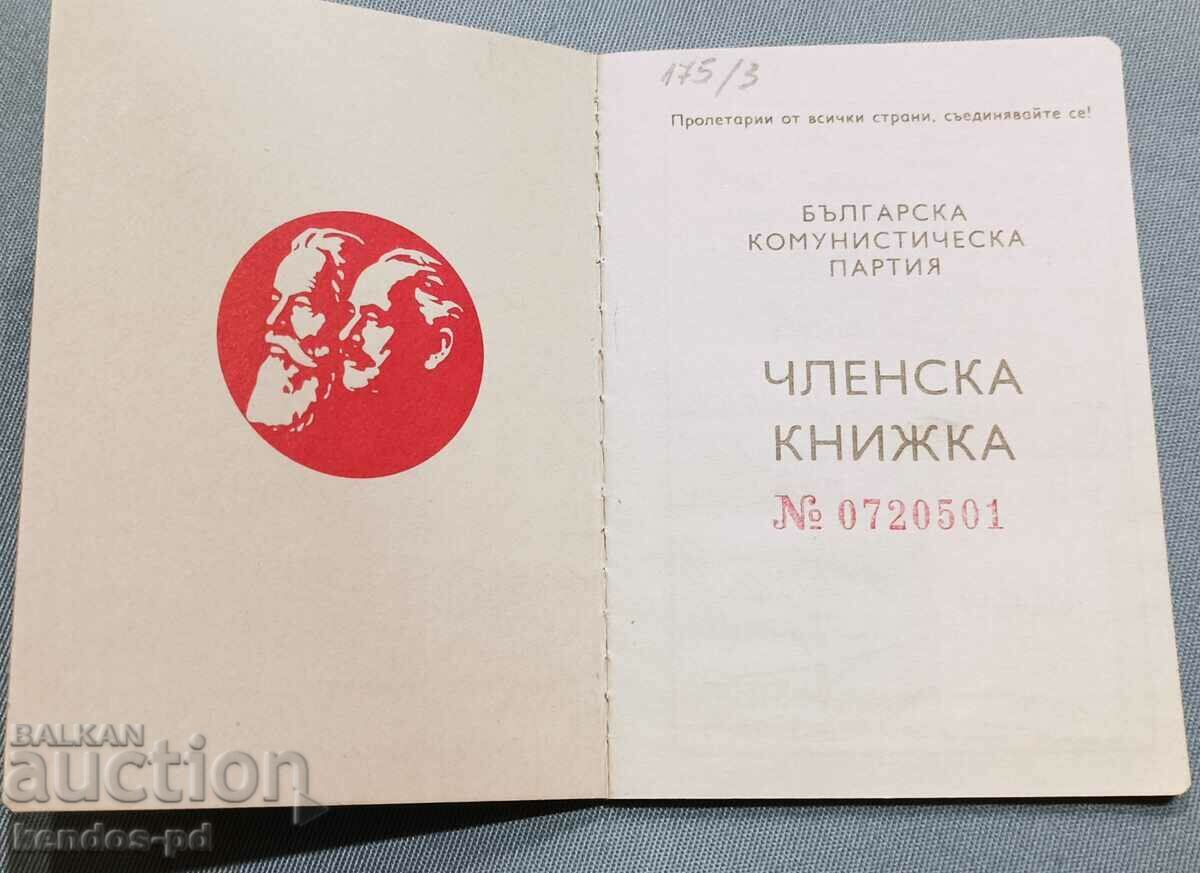 175/3
Пролетарии от всички страни, съединявайте се!
БЪЛГАРСКА
КОМУНИСТИЧЕСКА
ПАРТИЯ
ЧЛЕНСКА
КНИЖКА
№ 0720501
BALKAN
auction
kendos-pd